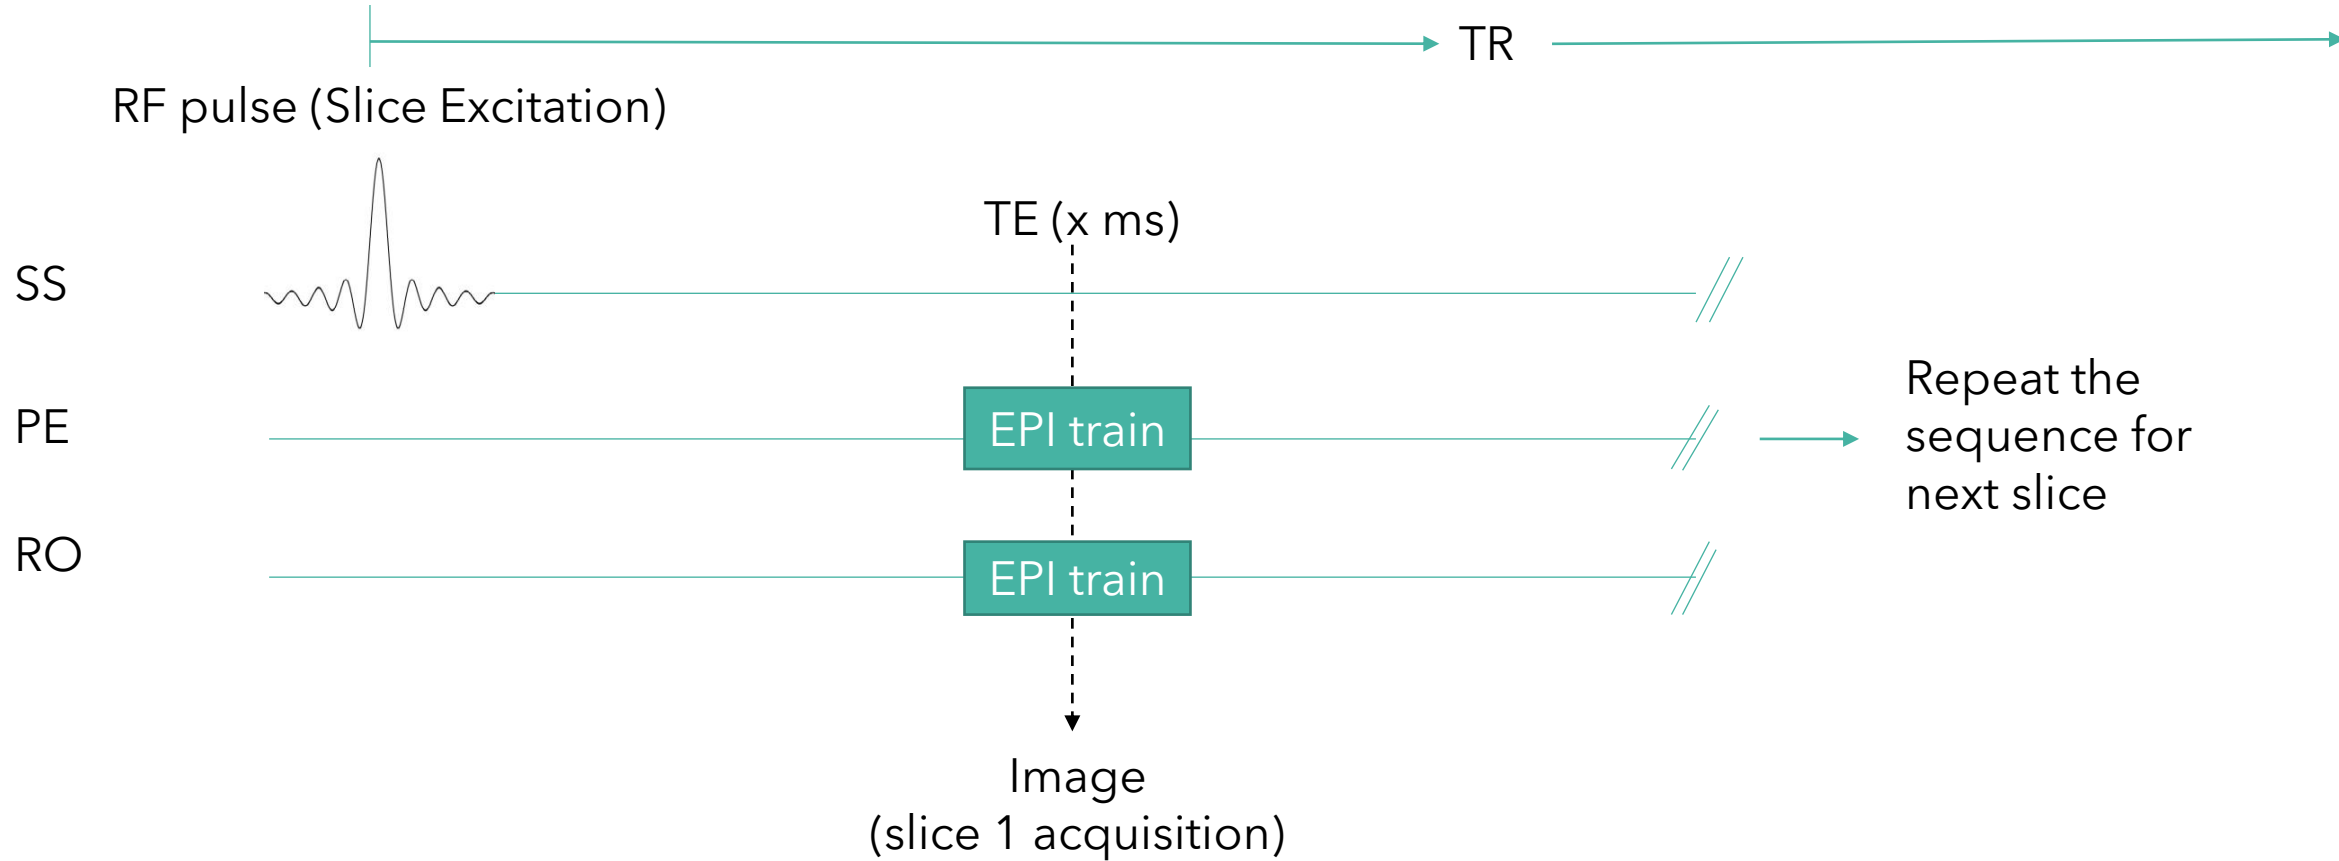 TR
RF pulse (Slice Excitation)
TE (x ms)
SS
PE
EPI train
Repeat the
sequence for
next slice
RO
EPI train
Image
(slice 1 acquisition)